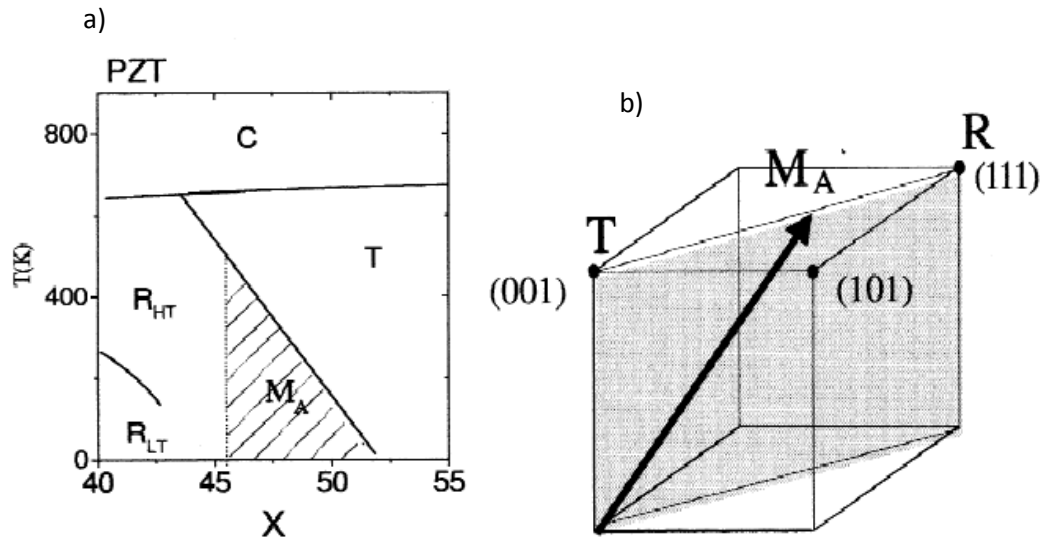 a)
PZT
800
400
0
T(K)
C
T
R_HT
R_LT
M_A
40
45
50
55
X
b)
R
(111)
M_A
T
(001)
(101)